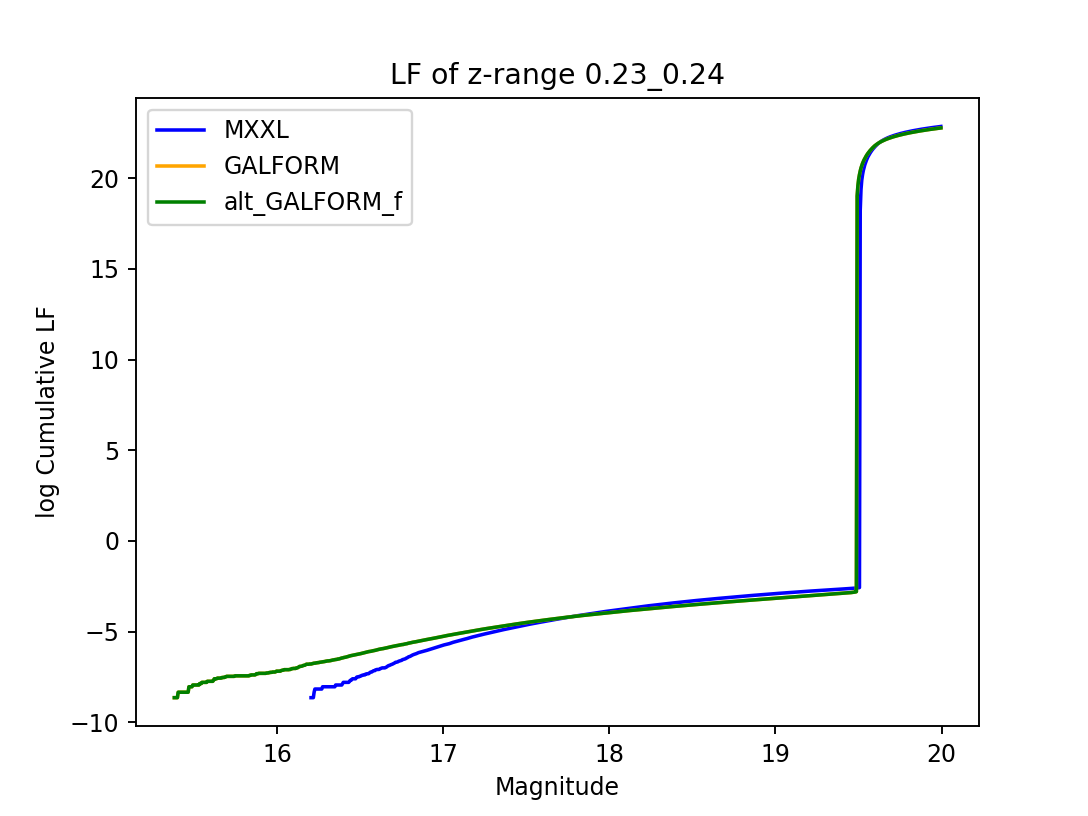 LF of z-range 0.23_0.24
MXXL
GALFORM
alt_GALFORM_f
20
15
10
5
0
−5
−10
log Cumulative LF
16 17 18 19 20
Magnitude